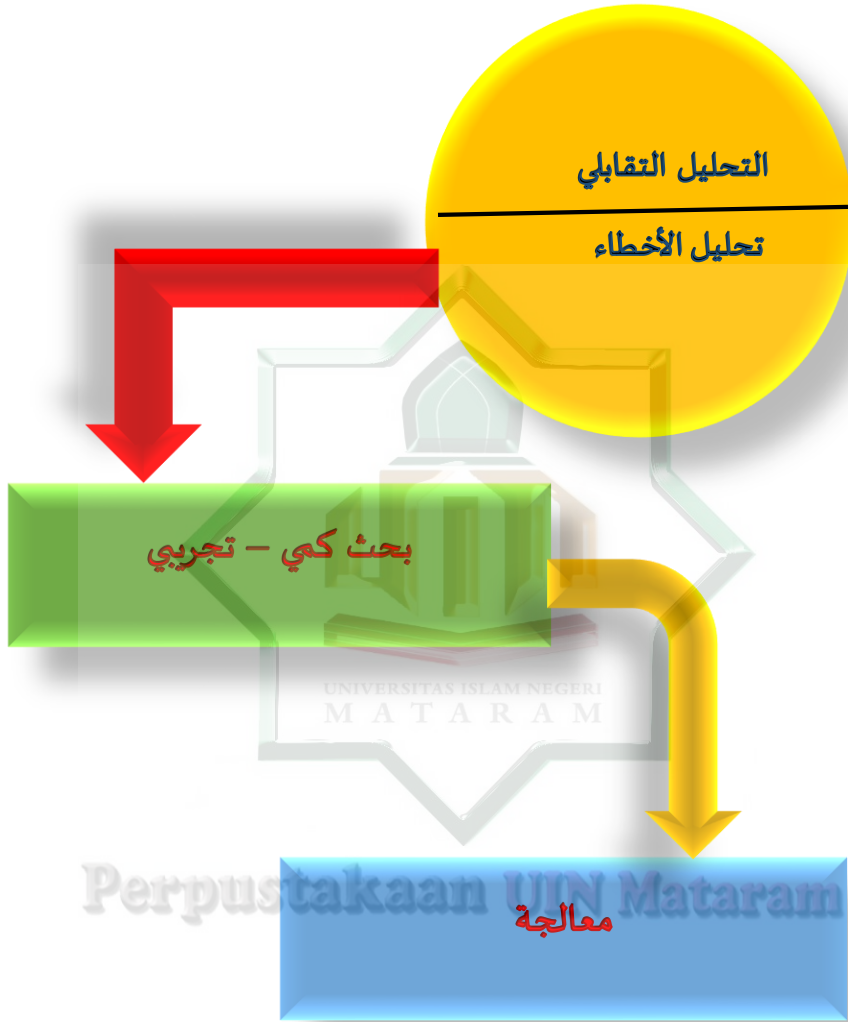 التحليل التقابلي
تحليل الأخطاء
بحث كمي – تجريبي
UNIVERSITAS ISLAM NEGERI
MATARAM
Perpustakaan UIN Mataram
معالجة